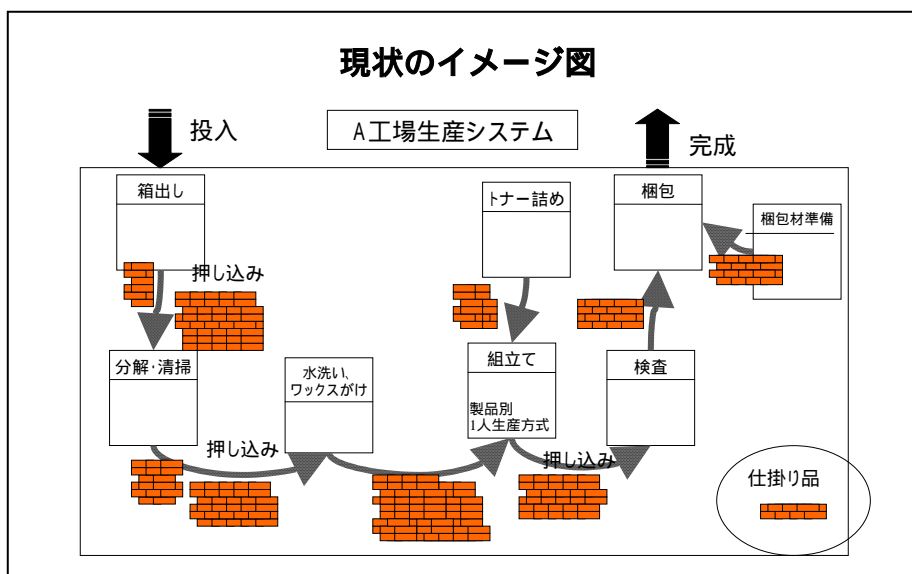 現状のイメージ図
A工場生産システム
投入
完成
箱出し
トナー詰め
梱包
梱包材準備
押し込み
分解・清掃
水洗い、
ワックスがけ
組立て
製品別
1人生産方式
検査
押し込み
押し込み
仕掛り品